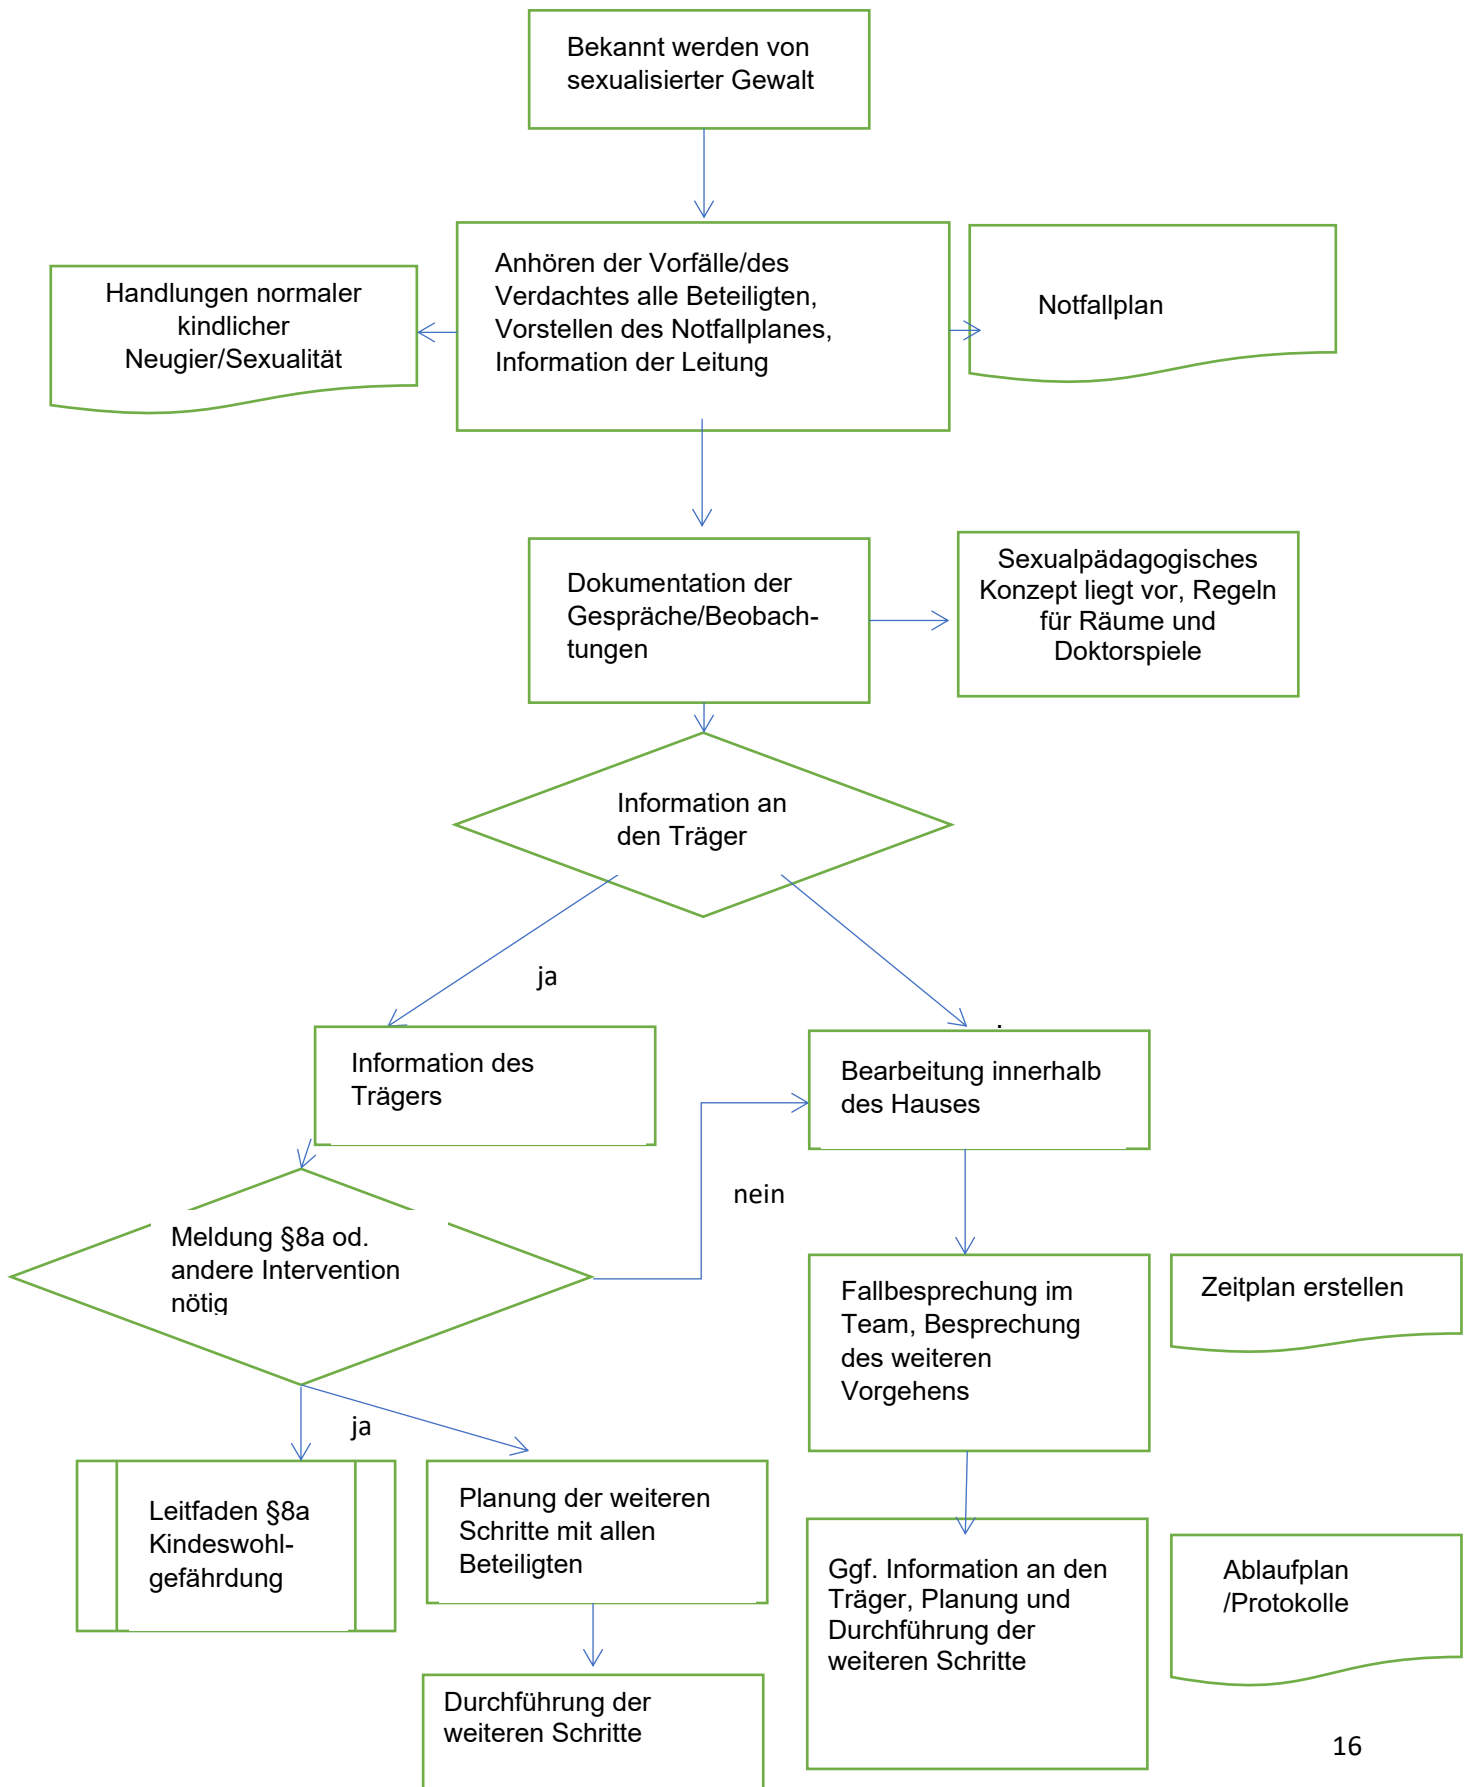 Bekannt werden von
sexualisierter Gewalt
Anhören der Vorfälle/des
Verdachtes alle Beteiligten,
Vorstellen des Notfallplanes,
Information der Leitung
Handlungen normaler
kindlicher
Neugier/Sexualität
Notfallplan
Dokumentation der
Gespräche/Beobach-
tungen
Sexualpädagogisches
Konzept liegt vor, Regeln
für Räume und
Doktorspiele
Information an
den Träger
ja
.
Information des
Trägers
Bearbeitung innerhalb
des Hauses
nein
Meldung §8a od.
andere Intervention
nötig
Fallbesprechung im
Team, Besprechung
des weiteren
Vorgehens
Zeitplan erstellen
ja
Leitfaden §8a
Kindeswohl-
gefährdung
Planung der weiteren
Schritte mit allen
Beteiligten
Ggf. Information an den
Träger, Planung und
Durchführung der
weiteren Schritte
Ablaufplan
/Protokolle
Durchführung der
weiteren Schritte
16